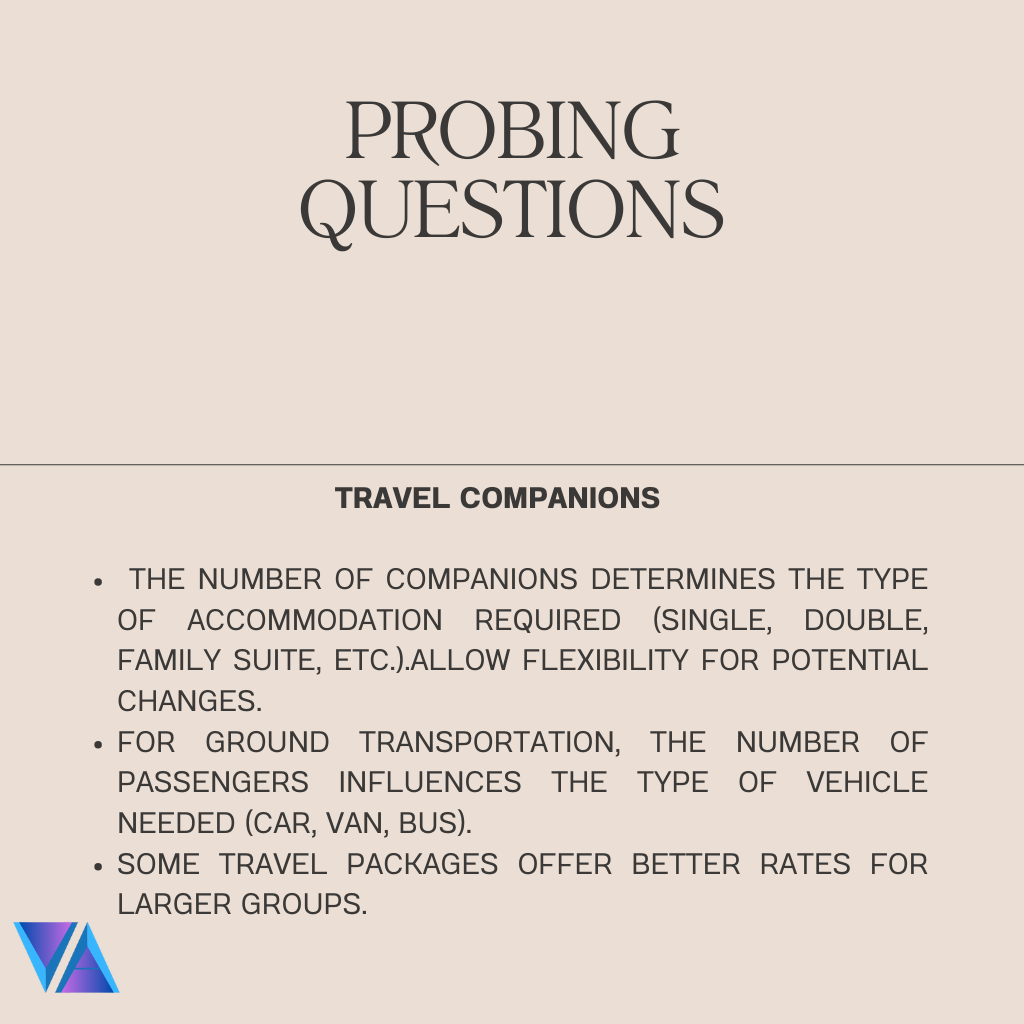 PROBING
QUESTIONS
TRAVEL COMPANIONS
• THE NUMBER OF COMPANIONS DETERMINES THE TYPE
OF ACCOMMODATION REQUIRED (SINGLE, DOUBLE,
FAMILY SUITE, ETC.).ALLOW FLEXIBILITY FOR POTENTIAL
CHANGES.
• FOR GROUND TRANSPORTATION, THE NUMBER OF
PASSENGERS INFLUENCES THE TYPE OF VEHICLE
NEEDED (CAR, VAN, BUS).
• SOME TRAVEL PACKAGES OFFER BETTER RATES FOR
LARGER GROUPS.
VA